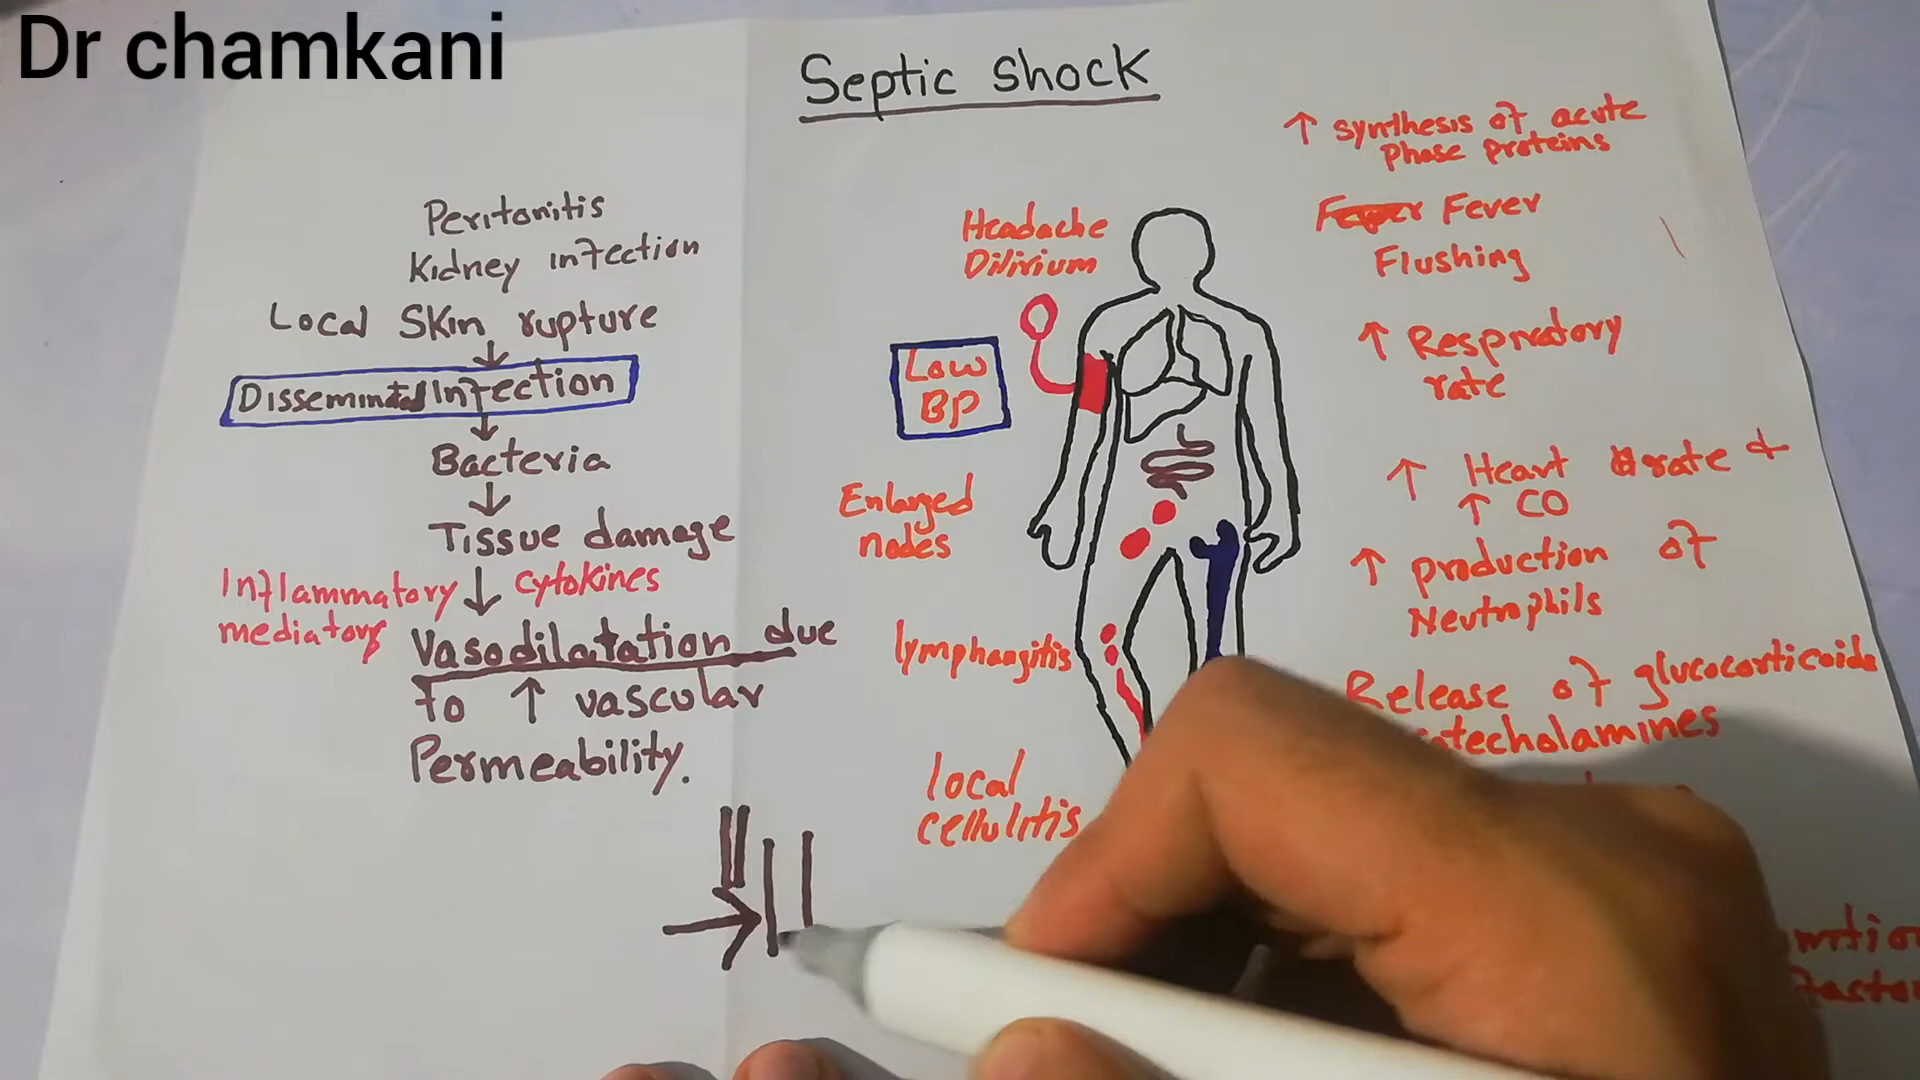 Dr chamkani
Septic shock
Peritonitis
Kidney infection
Local Skin rupture
Disseminated Infection
Bacteria
Tissue damage
Inflammatory cytokines
mediatory
Vasodilatation due
to ↑ vascular
Permeability.
Headache
Dilirium
Low
BP
Enlarged
nodes
lymphangitis
local
cellulitis
↑ synthesis of acute
Phase proteins
Fever
Flushing
↑ Respiratory
rate
↑ Heart rate &
↑ CO
↑ production of
Neutrophils
Release of glucocorticoids